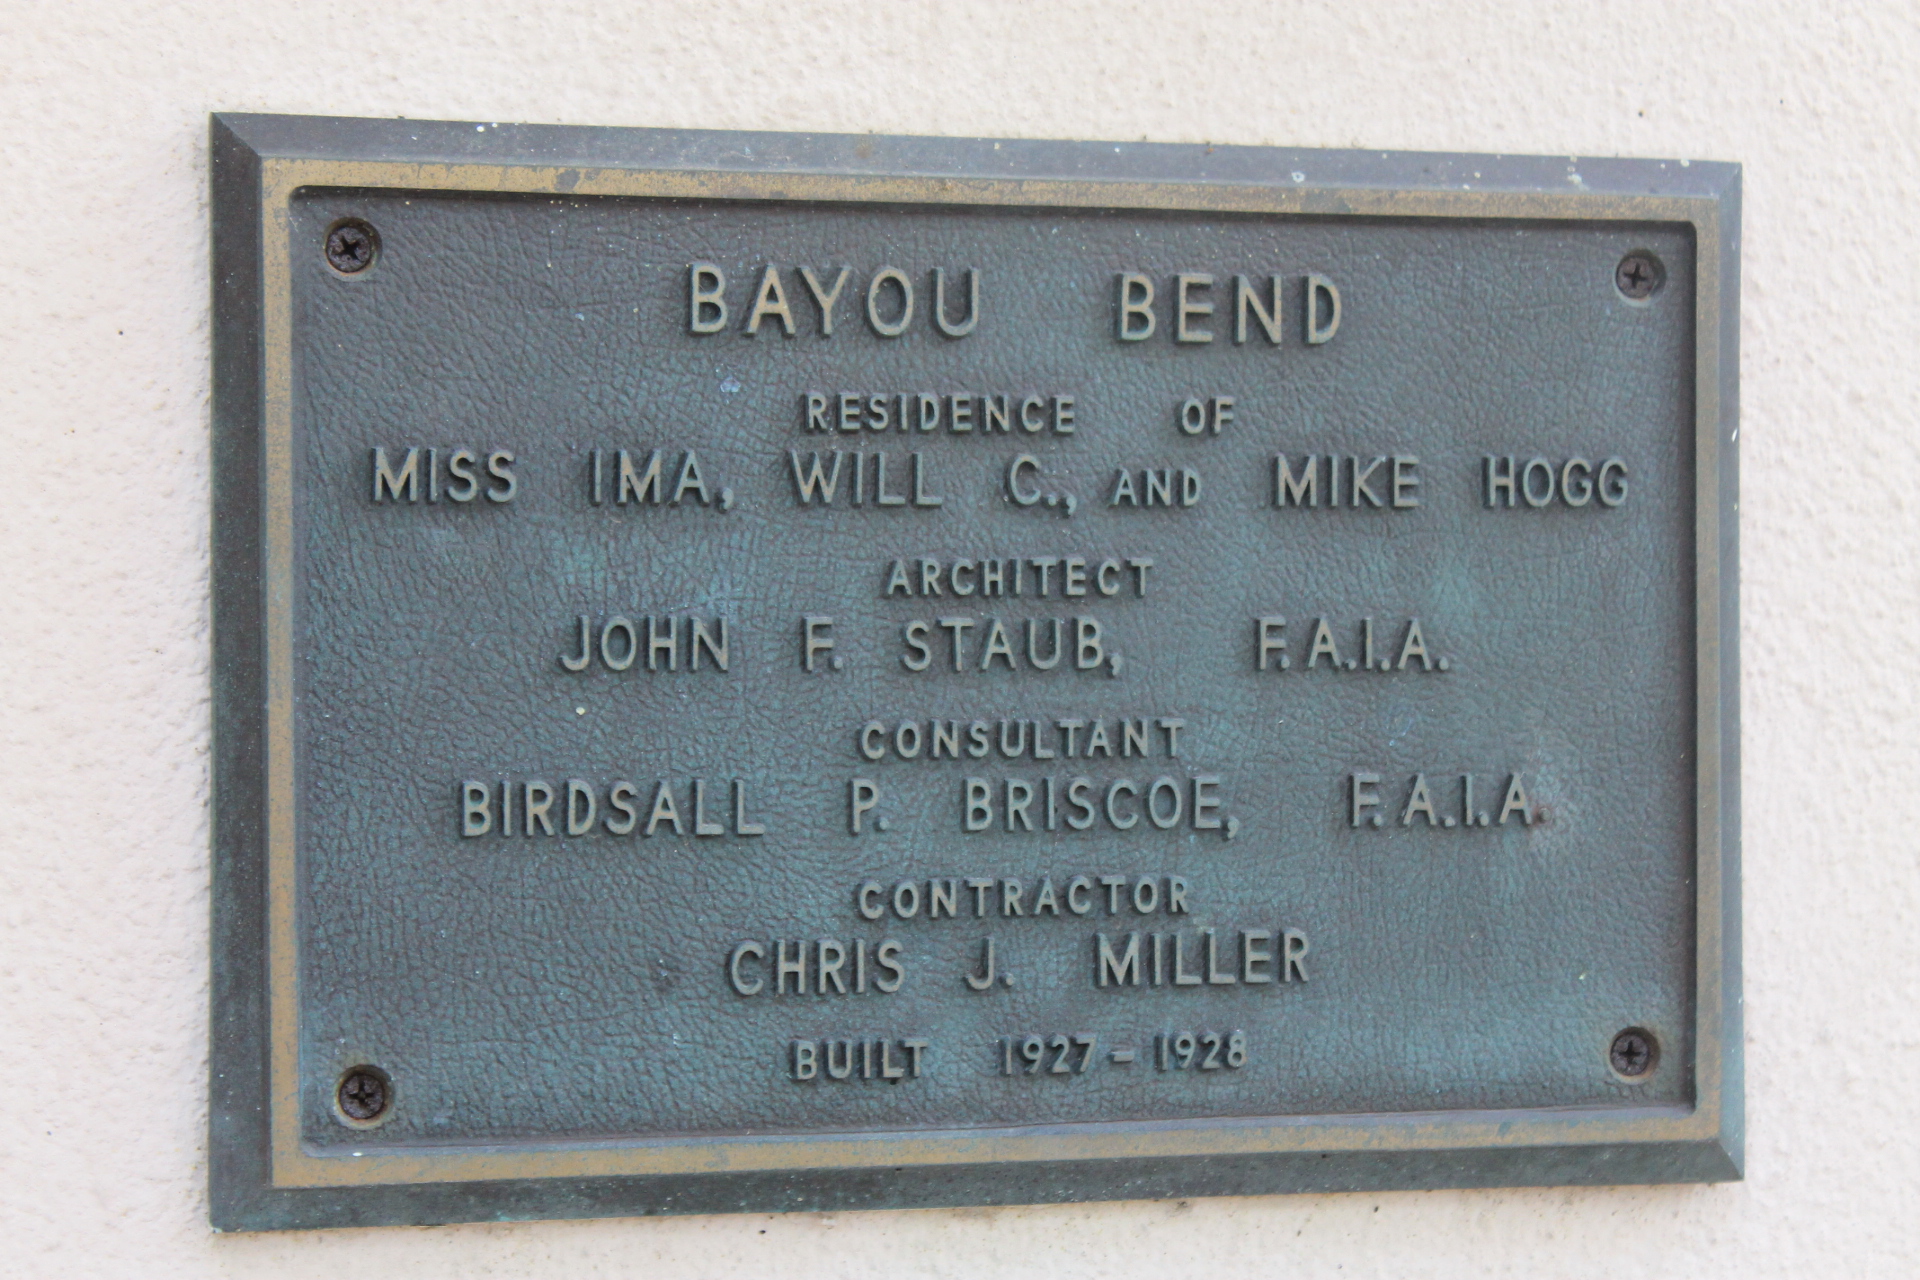 BAYOU BEND
RESIDENCE OF
MISS IMA, WILL C., AND MIKE HOGG
ARCHITECT
JOHN F. STAUB, F.A.I.A.
CONSULTANT
BIRDSALL P. BRISCOE, F.A.I.A.
CONTRACTOR
CHRIS J. MILLER
BUILT 1927-1928